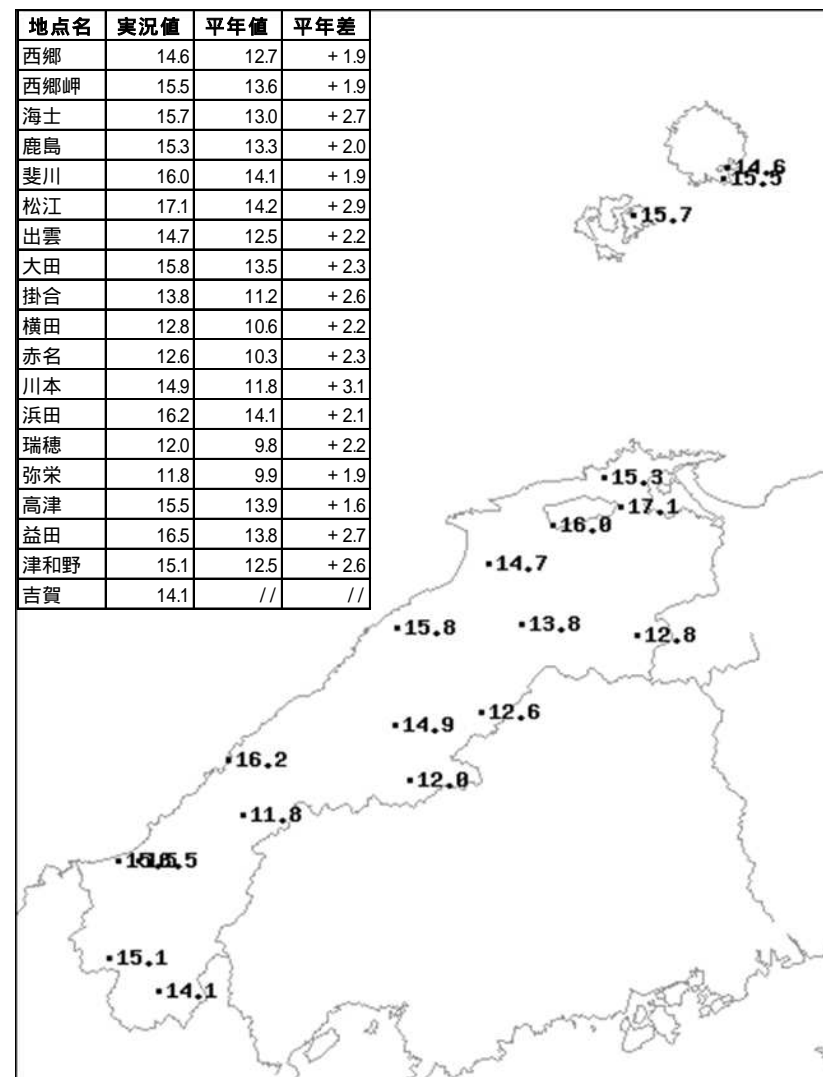 地点名 実況値 平年値 平年差
西郷 14.6 12.7 + 1.9
西郷岬 15.5 13.6 + 1.9
海士 15.7 13.0 + 2.7
鹿島 15.3 13.3 + 2.0
斐川 16.0 14.1 + 1.9
松江 17.1 14.2 + 2.9
出雲 14.7 12.5 + 2.2
大田 15.8 13.5 + 2.3
掛合 13.8 11.2 + 2.6
横田 12.8 10.6 + 2.2
赤名 12.6 10.3 + 2.3
川本 14.9 11.8 + 3.1
浜田 16.2 14.1 + 2.1
瑞穂 12.0 9.8 + 2.2
弥栄 11.8 9.9 + 1.9
高津 15.5 13.9 + 1.6
益田 16.5 13.8 + 2.7
津和野 15.1 12.5 + 2.6
吉賀 14.1 // //
14.6
15.5
15.7
15.3
17.1
16.0
14.7
15.8
13.8
12.8
12.6
14.9
16.2
12.0
11.8
15.1
14.1